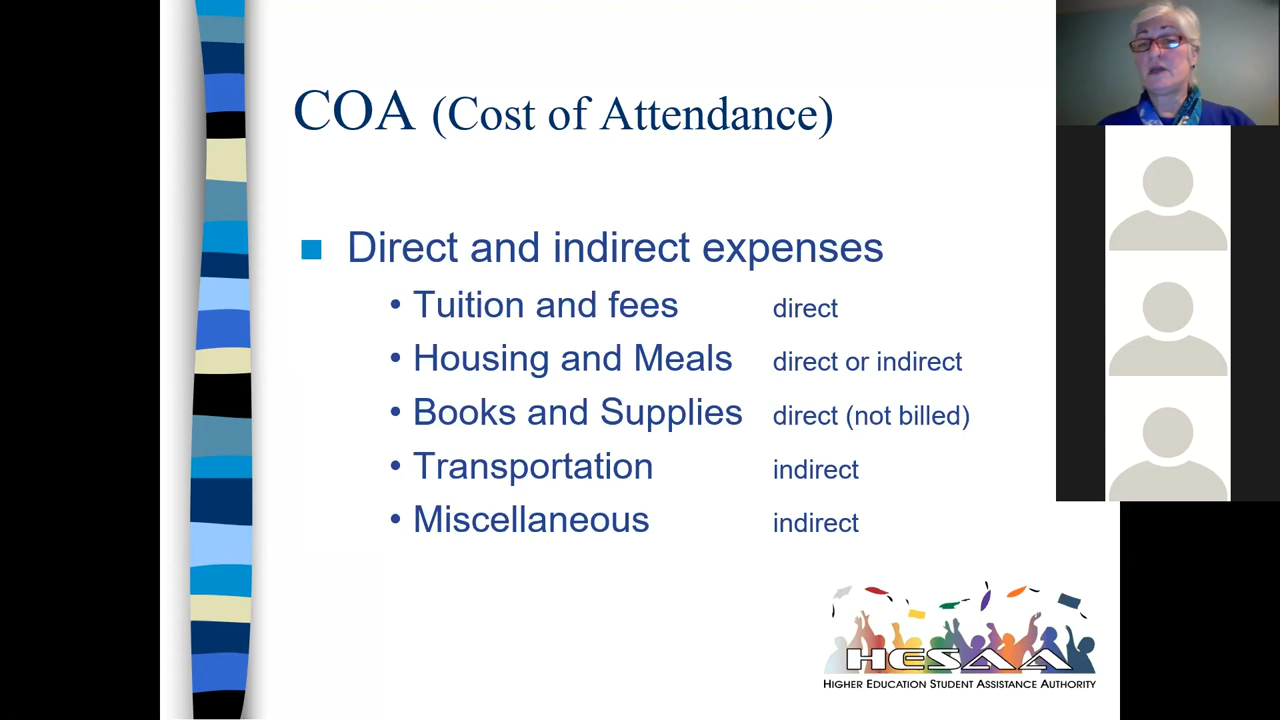 COA (Cost of Attendance)
Direct and indirect expenses
• Tuition and fees direct
• Housing and Meals direct or indirect
• Books and Supplies direct (not billed)
• Transportation indirect
• Miscellaneous indirect
HESAA
HIGHER EDUCATION STUDENT ASSISTANCE AUTHORITY